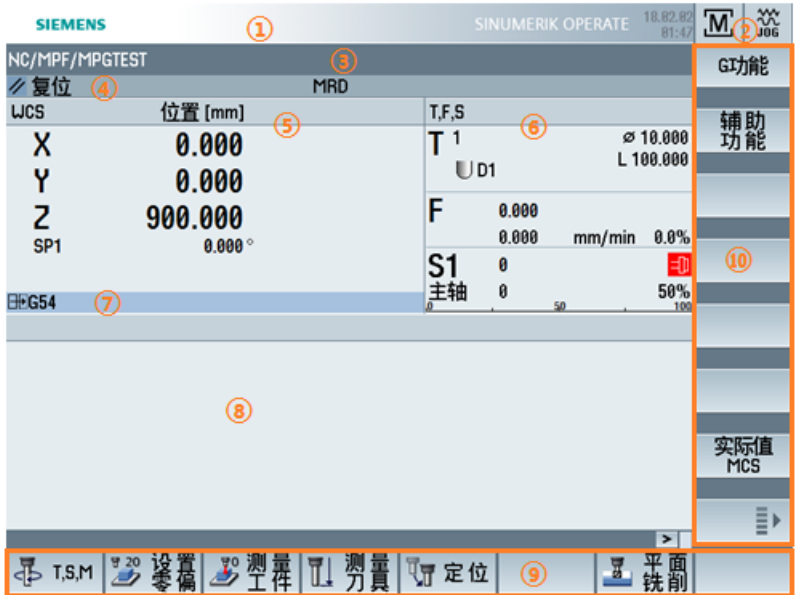 SIEMENS ① SINUMERIK OPERATE 18.02.02 01:47 M ② JOG
NC/MPF/MPGTEST ③
GI功能
复位 ④ MRD
WCS 位置 [mm] ⑤
T,F,S ⑥
辅助功能
X 0.000
Y 0.000
Z 900.000
SP1 0.000 °
T 1 ø 10.000
L 100.000
D1
F 0.000
0.000 mm/min 0.0%
S1 0
主轴 0 50%
0 50 100
⑩
G54 ⑦
⑧
实际值
MCS
>
T,S,M
20 设置零偏
0 测量工件
测量刀具
定位
⑨
平面铣削